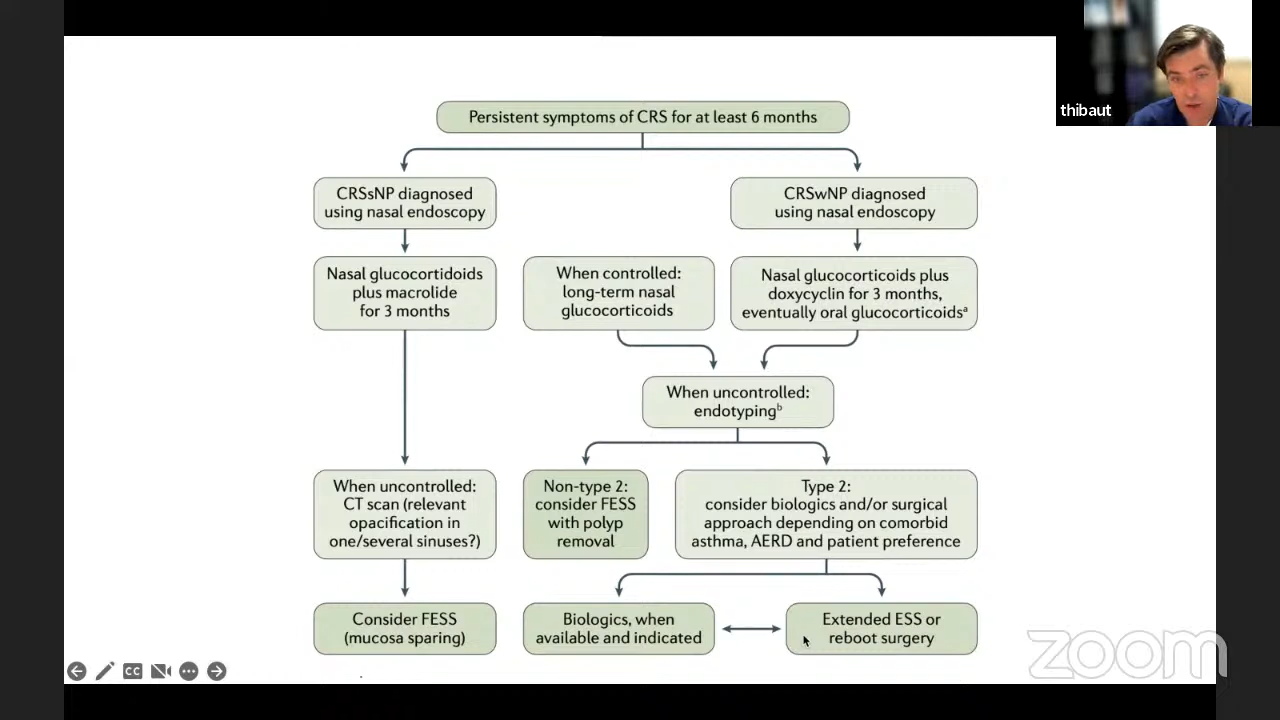 thibaut
Persistent symptoms of CRS for at least 6 months
CRSsNP diagnosed
using nasal endoscopy
CRSwNP diagnosed
using nasal endoscopy
Nasal glucocortidoids
plus macrolide
for 3 months
When controlled:
long-term nasal
glucocorticoids
Nasal glucocorticoids plus
doxycyclin for 3 months,
eventually oral glucocorticoidsᵃ
When uncontrolled:
endotypingᵇ
When uncontrolled:
CT scan (relevant
opacification in
one/several sinuses?)
Non-type 2:
consider FESS
with polyp
removal
Type 2:
consider biologics and/or surgical
approach depending on comorbid
asthma, AERD and patient preference
Consider FESS
(mucosa sparing)
Biologics, when
available and indicated
Extended ESS or
reboot surgery
CC
zoom